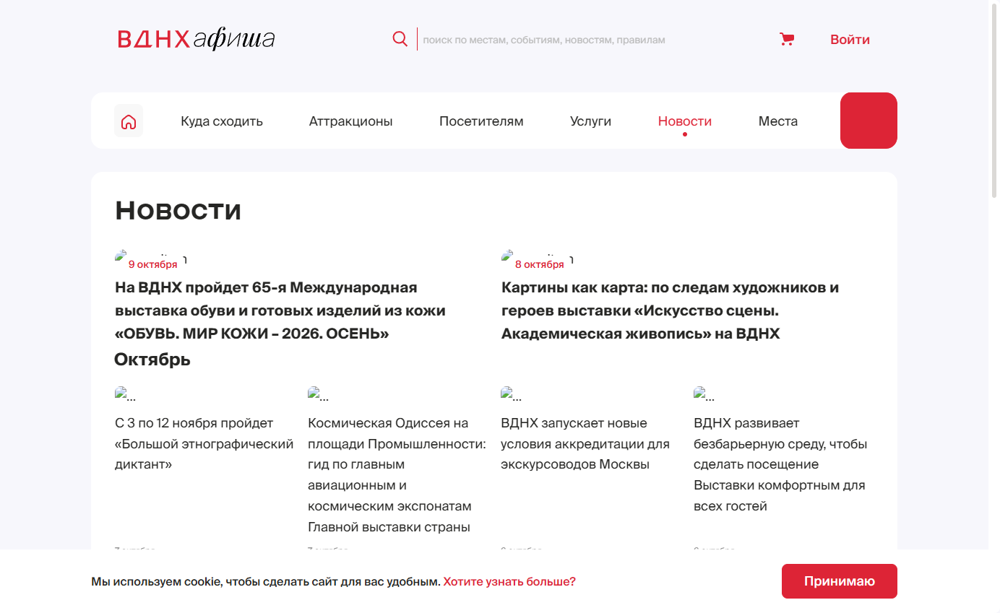 ВДНХ афиша
поиск по местам, событиям, новостям, правилам
Войти
Куда сходить
Аттракционы
Посетителям
Услуги
Новости
Места
Новости
9 октября
8 октября
На ВДНХ пройдет 65-я Международная
выставка обуви и готовых изделий из кожи
«ОБУВЬ. МИР КОЖИ – 2026. ОСЕНЬ»
Картины как карта: по следам художников и
героев выставки «Искусство сцены.
Академическая живопись» на ВДНХ
Октябрь
...
...
...
...
С 3 по 12 ноября пройдет
«Большой этнографический
диктант»
Космическая Одиссея на
площади Промышленности:
гид по главным
авиационным и
космическим экспонатам
Главной выставки страны
ВДНХ запускает новые
условия аккредитации для
экскурсоводов Москвы
ВДНХ развивает
безбарьерную среду, чтобы
сделать посещение
Выставки комфортным для
всех гостей
Мы используем cookie, чтобы сделать сайт для вас удобным. Хотите узнать больше?
Принимаю